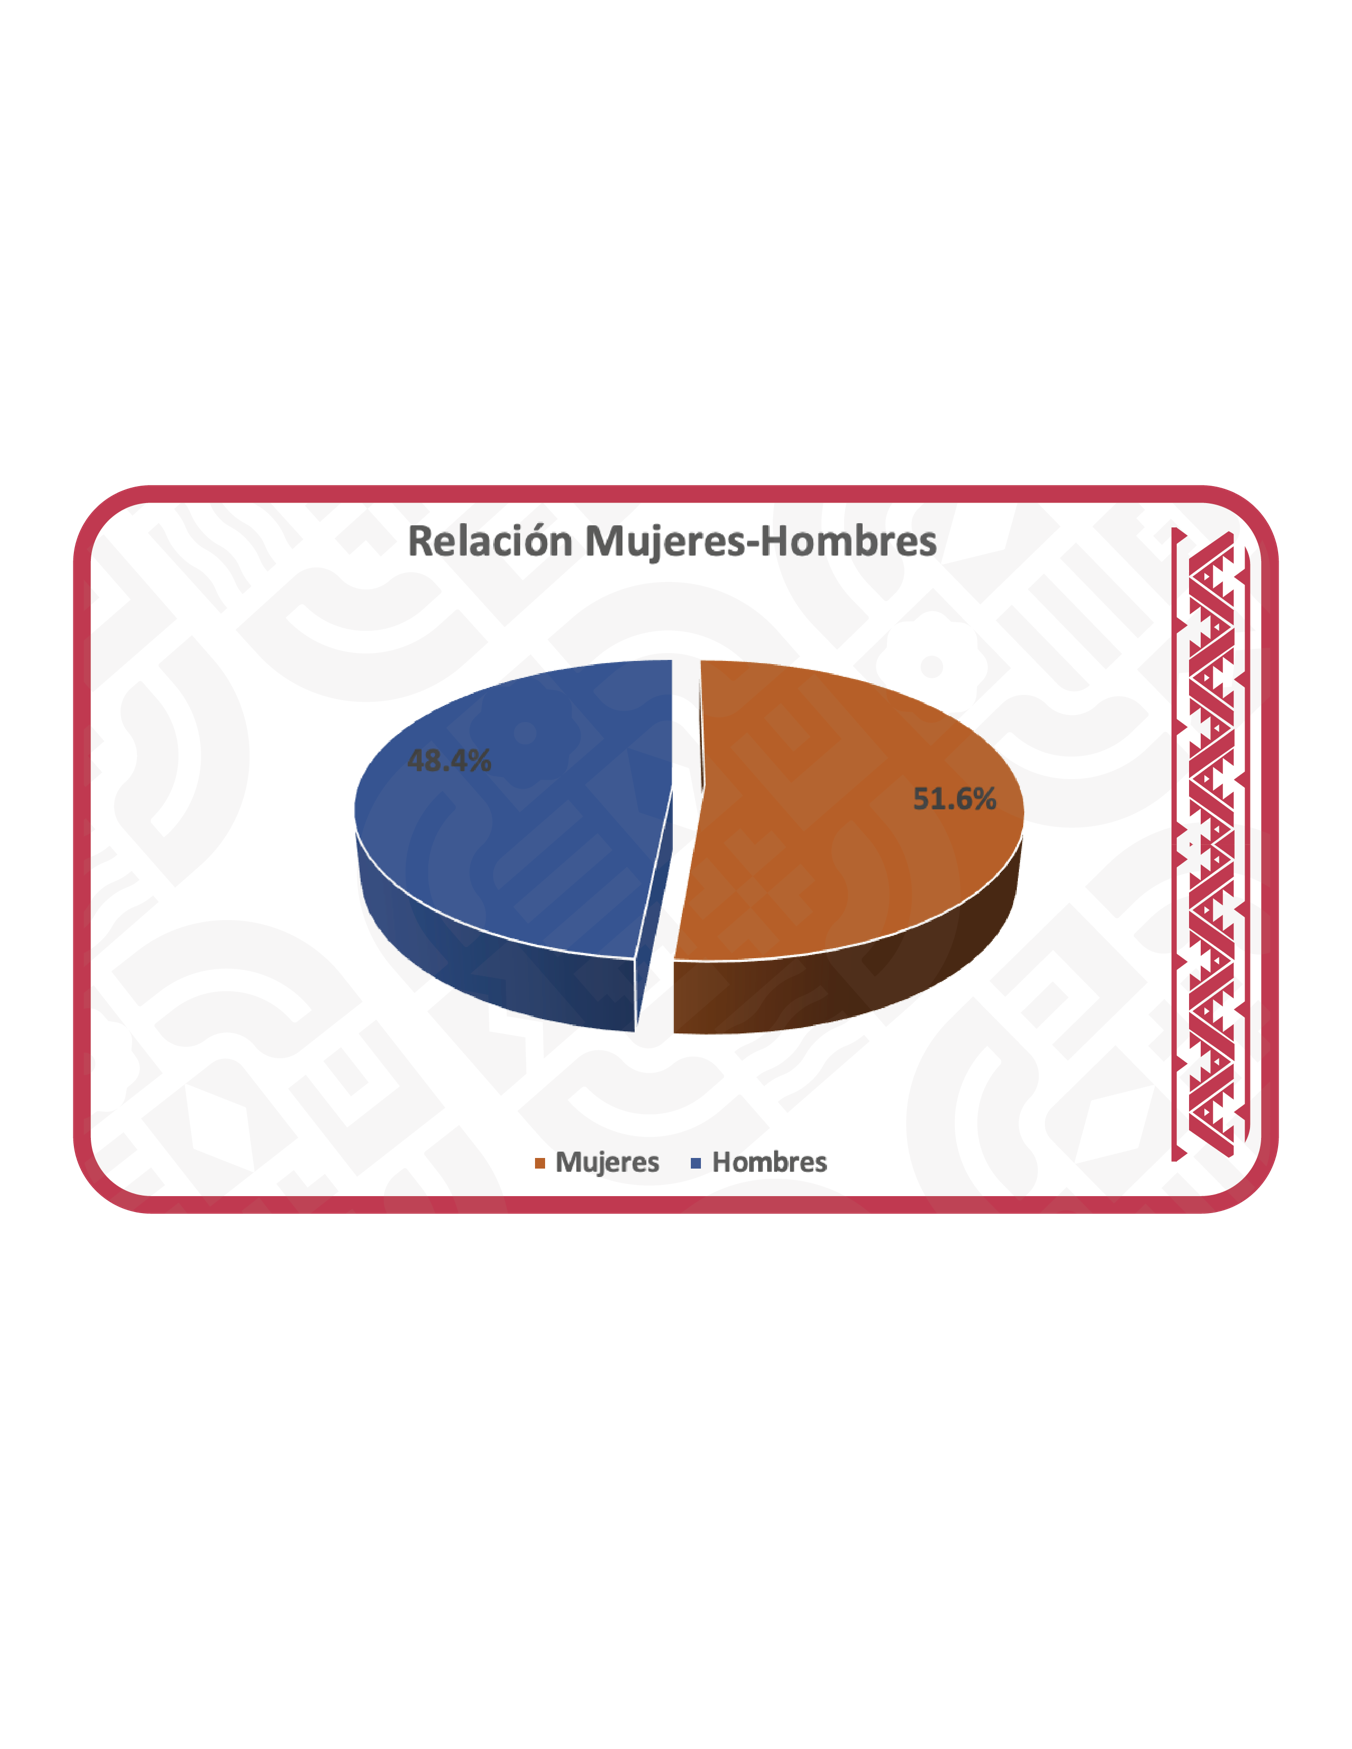 Relación Mujeres-Hombres
48.4%
51.6%
Mujeres Hombres